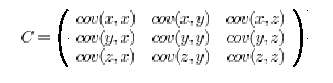 cov(x, x) cov(x, y) cov(x, z)
C = cov(y, x) cov(y, y) cov(y, z)
cov(z, x) cov(z, y) cov(z, z)